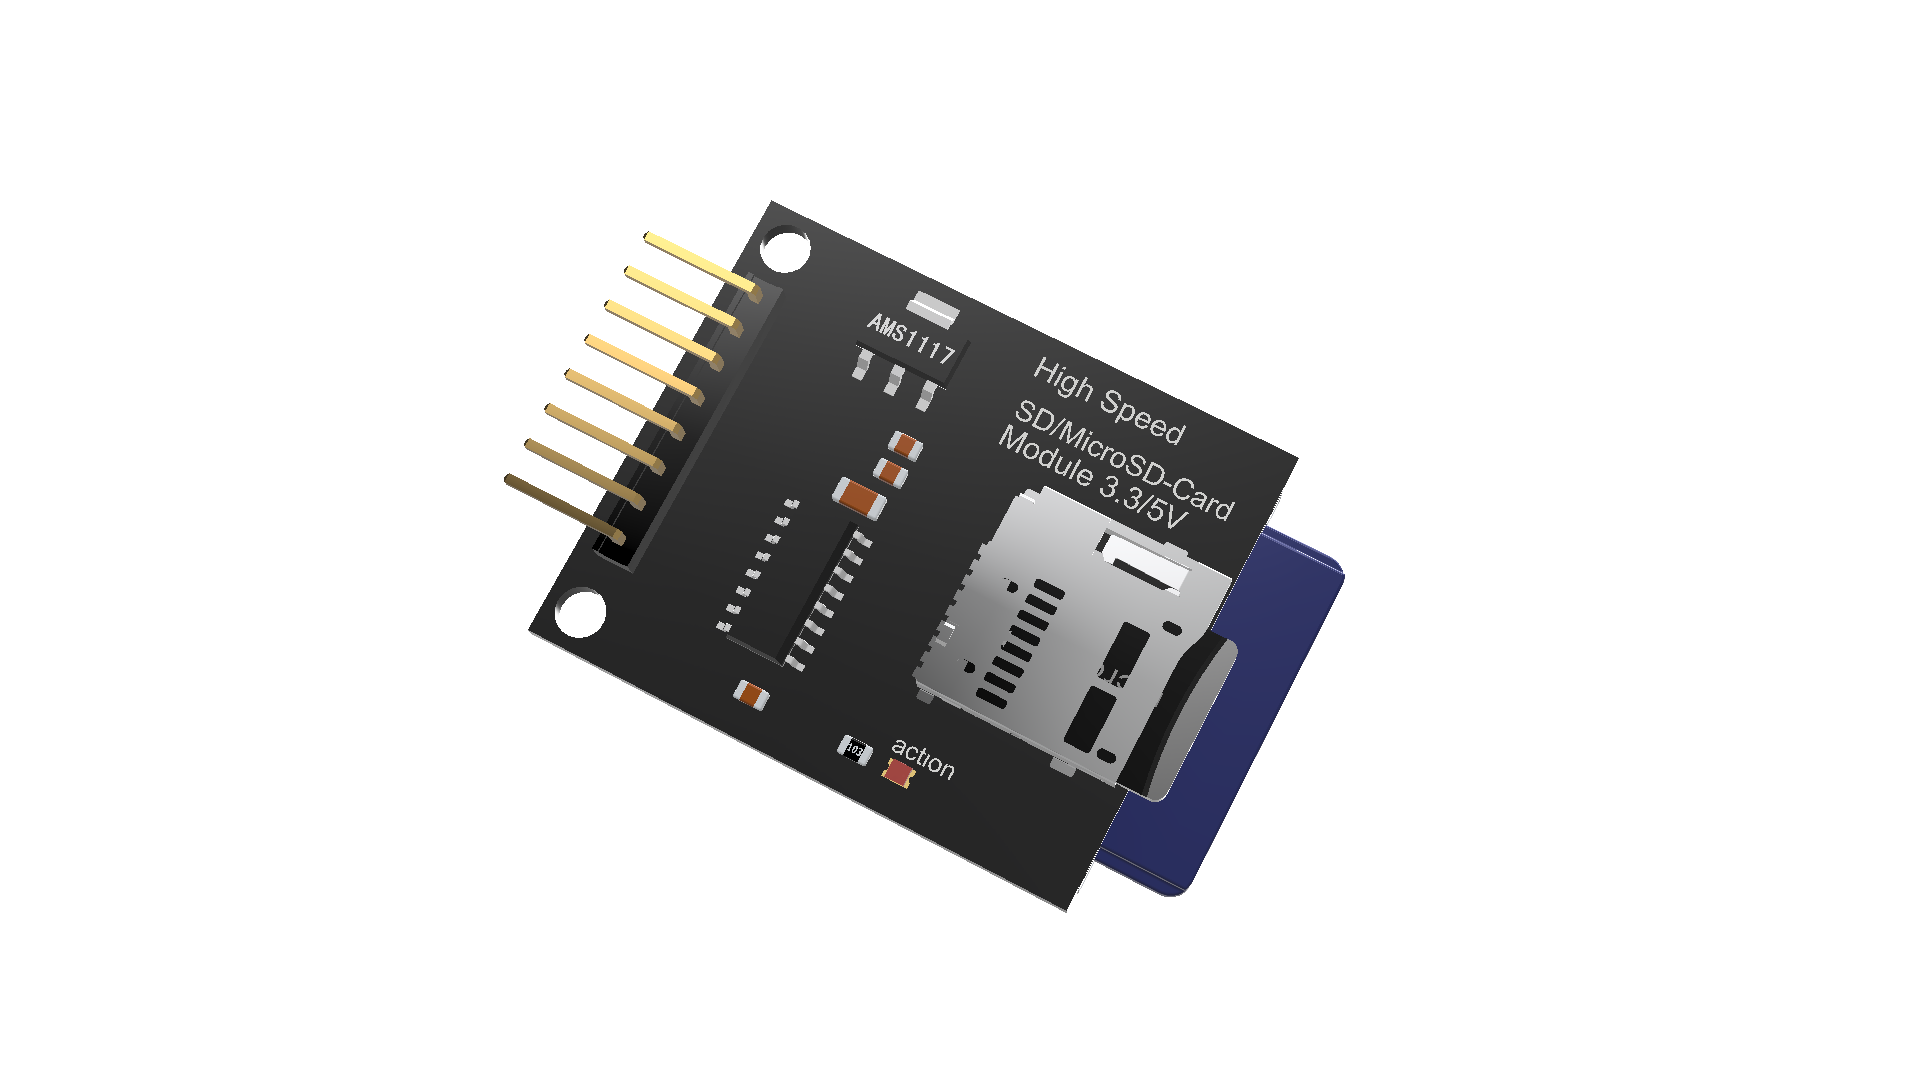 AMS1117
High Speed
SD/MicroSD-Card
Module 3.3/5V
103
action